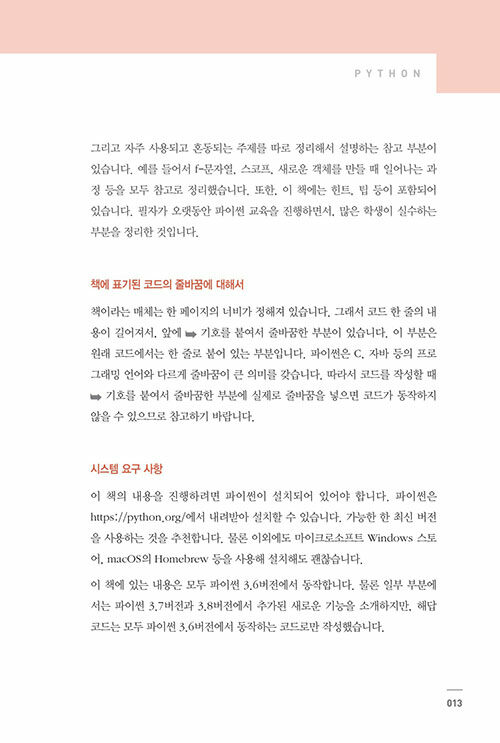 PYTHON
그리고 자주 사용되고 혼동되는 주제를 따로 정리해서 설명하는 참고 부분이
있습니다. 예를 들어서 f-문자열, 스코프, 새로운 객체를 만들 때 일어나는 과
정 등을 모두 참고로 정리했습니다. 또한, 이 책에는 힌트, 팁 등이 포함되어
있습니다. 필자가 오랫동안 파이썬 교육을 진행하면서, 많은 학생이 실수하는
부분을 정리한 것입니다.
책에 표기된 코드의 줄바꿈에 대해서
책이라는 매체는 한 페이지의 너비가 정해져 있습니다. 그래서 코드 한 줄의 내
용이 길어져서, 앞에 ➥ 기호를 붙여서 줄바꿈한 부분이 있습니다. 이 부분은
원래 코드에서는 한 줄로 붙어 있는 부분입니다. 파이썬은 C, 자바 등의 프로
그래밍 언어와 다르게 줄바꿈이 큰 의미를 갖습니다. 따라서 코드를 작성할 때
➥ 기호를 붙여서 줄바꿈한 부분에 실제로 줄바꿈을 넣으면 코드가 동작하지
않을 수 있으므로 참고하기 바랍니다.
시스템 요구 사항
이 책의 내용을 진행하려면 파이썬이 설치되어 있어야 합니다. 파이썬은
https://python.org/에서 내려받아 설치할 수 있습니다. 가능한 한 최신 버전
을 사용하는 것을 추천합니다. 물론 이외에도 마이크로소프트 Windows 스토
어, macOS의 Homebrew 등을 사용해 설치해도 괜찮습니다.
이 책에 있는 내용은 모두 파이썬 3.6버전에서 동작합니다. 물론 일부 부분에
서는 파이썬 3.7버전과 3.8버전에서 추가된 새로운 기능을 소개하지만, 해답
코드는 모두 파이썬 3.6버전에서 동작하는 코드로만 작성했습니다.
013